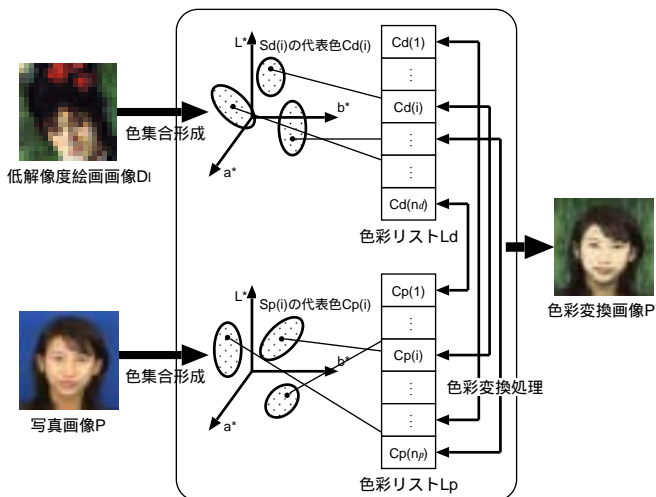 L*
Sd(i)の代表色Cd(i)
b*
a*
色集合形成
低解像度絵画画像Dl
Cd(1)
⋮
Cd(i)
⋮
⋮
Cd(nd)
色彩リストLd
L*
Sp(i)の代表色Cp(i)
b*
a*
色集合形成
写真画像P
Cp(1)
⋮
Cp(i)
⋮
⋮
Cp(np)
色彩リストLp
色彩変換処理
色彩変換画像P'